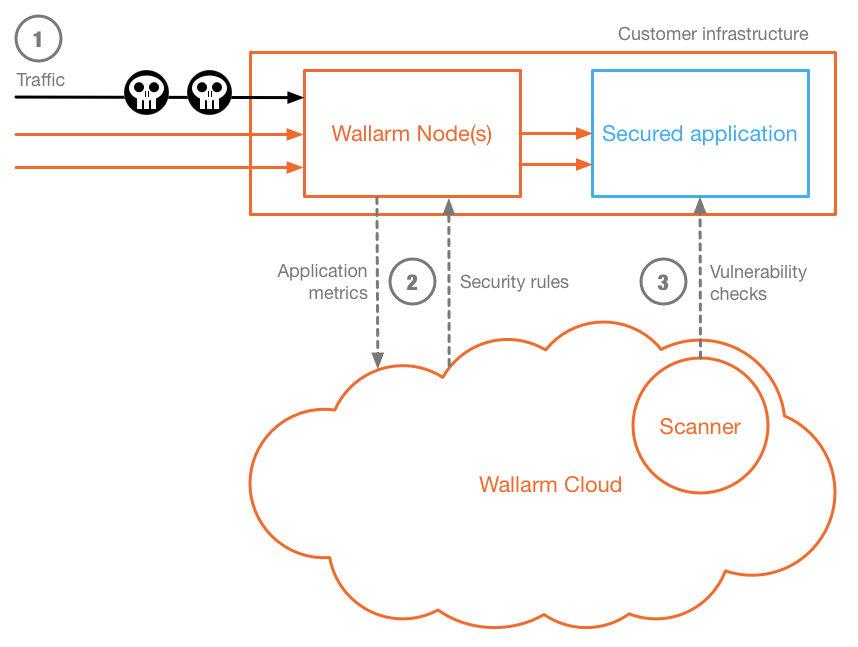 1
Customer infrastructure
Traffic
Wallarm Node(s)
Secured application
Application
metrics
2
Security rules
3
Vulnerability
checks
Scanner
Wallarm Cloud